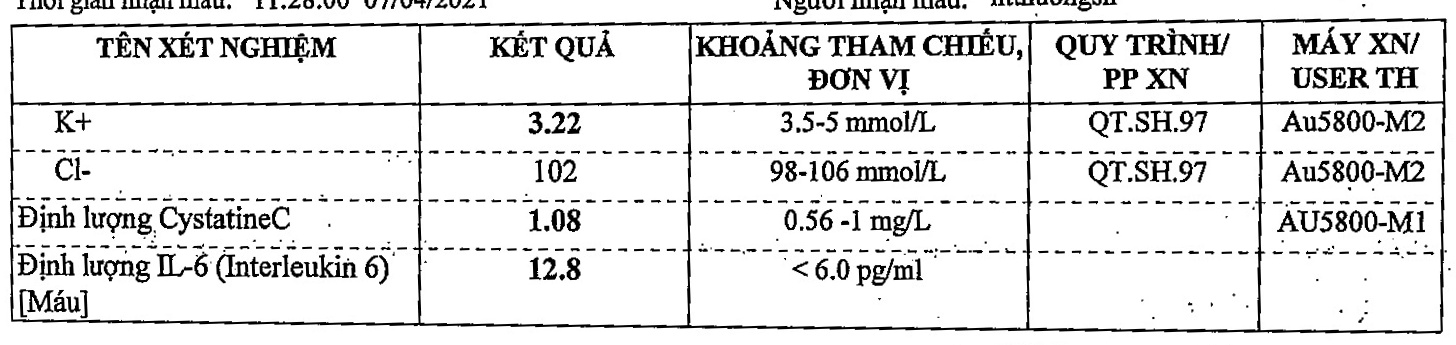 Thời gian nhận mẫu: 11:28:00 07/04/2021 Người nhận mẫu:
TÊN XÉT NGHIỆM KẾT QUẢ KHOẢNG THAM CHIẾU, ĐƠN VỊ QUY TRÌNH/ PP XN MÁY XN/ USER TH
K+ 3.22 3.5-5 mmol/L QT.SH.97 Au5800-M2
Cl- 102 98-106 mmol/L QT.SH.97 Au5800-M2
Định lượng CystatineC 1.08 0.56 -1 mg/L AU5800-M1
Định lượng IL-6 (Interleukin 6) 12.8 < 6.0 pg/ml
[Máu]